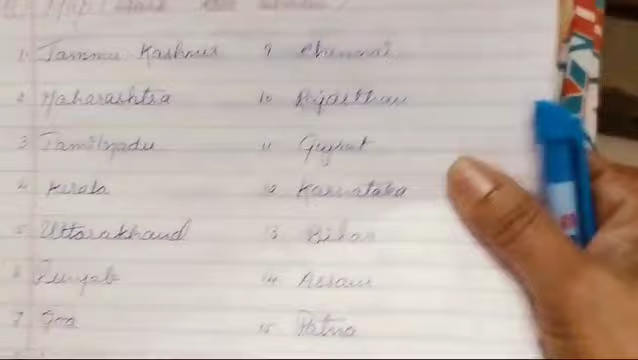 1 Jammu Kashmir
2 Maharashtra
3 Tamilnadu
4 Kerala
5 Uttarakhand
6 Punjab
7 Goa
9 Chennai
10 Rajasthan
11 Gujrat
12 Karnataka
13 Bihar
14 Assam
15 Patna